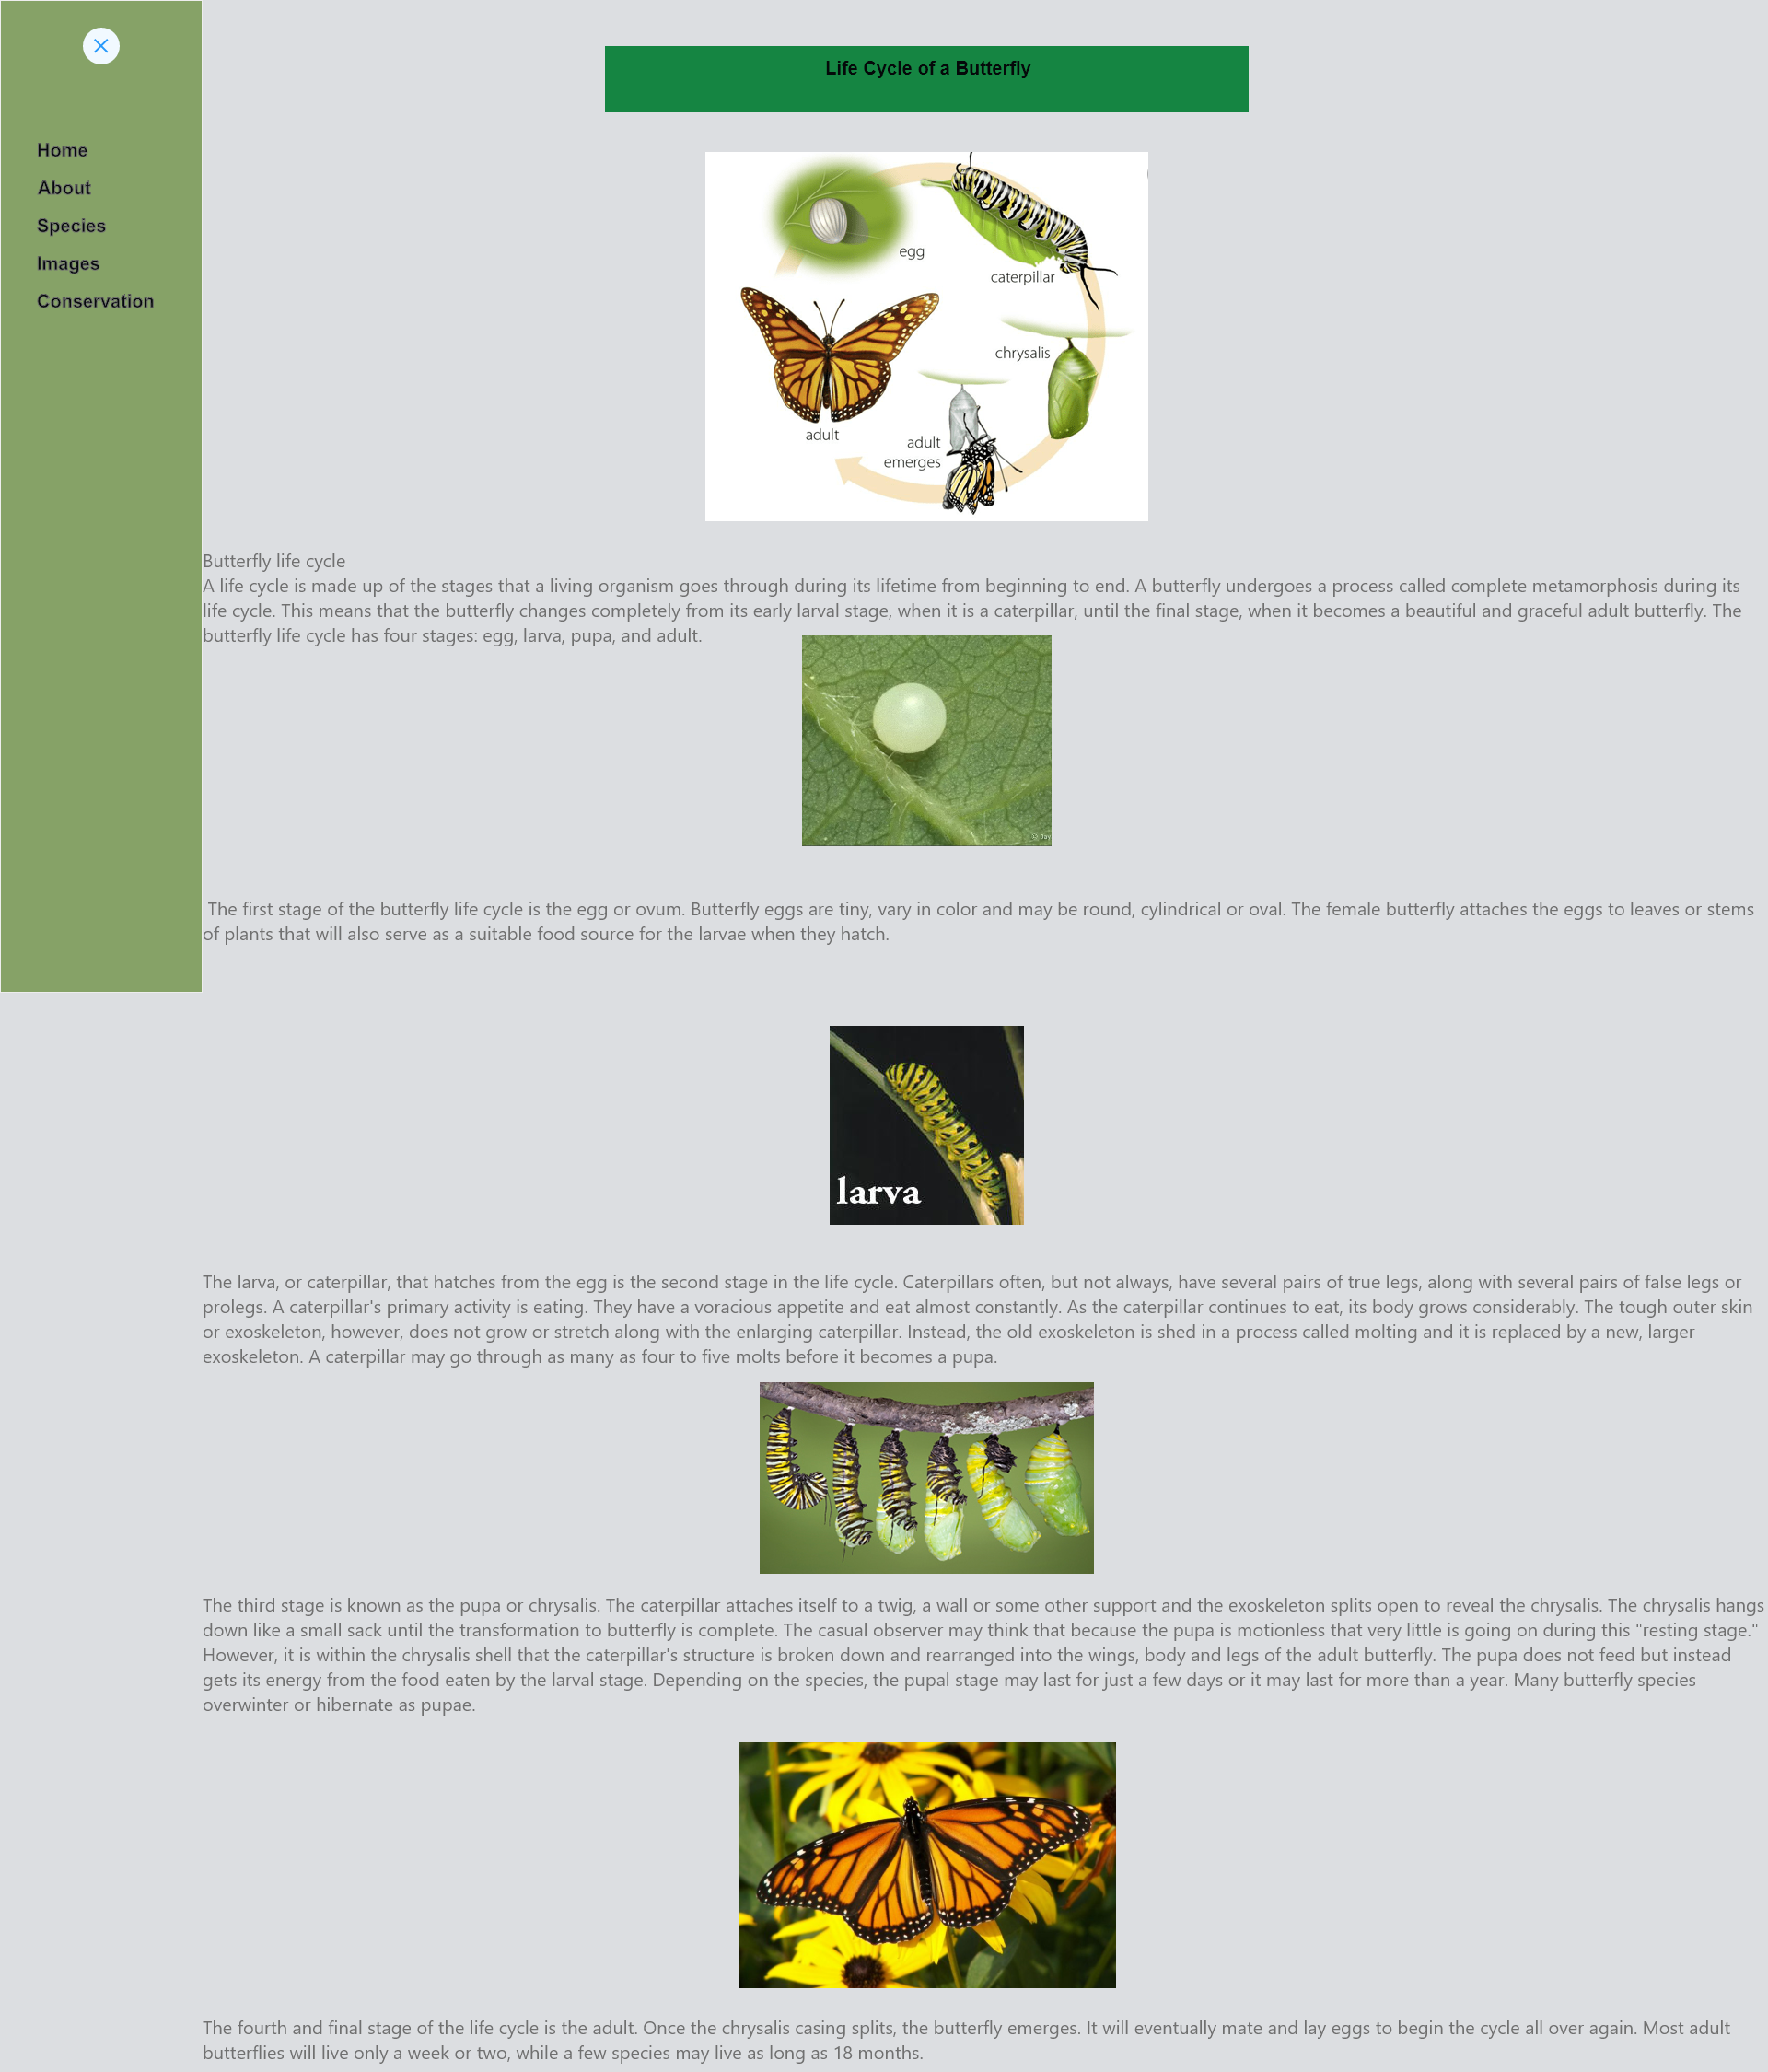 Life Cycle of a Butterfly
Home
About
Species
Images
Conservation
egg
caterpillar
chrysalis
adult
adult
emerges
Butterfly life cycle
A life cycle is made up of the stages that a living organism goes through during its lifetime from beginning to end. A butterfly undergoes a process called complete metamorphosis during its
life cycle. This means that the butterfly changes completely from its early larval stage, when it is a caterpillar, until the final stage, when it becomes a beautiful and graceful adult butterfly. The
butterfly life cycle has four stages: egg, larva, pupa, and adult.
© Jay
The first stage of the butterfly life cycle is the egg or ovum. Butterfly eggs are tiny, vary in color and may be round, cylindrical or oval. The female butterfly attaches the eggs to leaves or stems
of plants that will also serve as a suitable food source for the larvae when they hatch.
larva
The larva, or caterpillar, that hatches from the egg is the second stage in the life cycle. Caterpillars often, but not always, have several pairs of true legs, along with several pairs of false legs or
prolegs. A caterpillar's primary activity is eating. They have a voracious appetite and eat almost constantly. As the caterpillar continues to eat, its body grows considerably. The tough outer skin
or exoskeleton, however, does not grow or stretch along with the enlarging caterpillar. Instead, the old exoskeleton is shed in a process called molting and it is replaced by a new, larger
exoskeleton. A caterpillar may go through as many as four to five molts before it becomes a pupa.
The third stage is known as the pupa or chrysalis. The caterpillar attaches itself to a twig, a wall or some other support and the exoskeleton splits open to reveal the chrysalis. The chrysalis hangs
down like a small sack until the transformation to butterfly is complete. The casual observer may think that because the pupa is motionless that very little is going on during this "resting stage."
However, it is within the chrysalis shell that the caterpillar's structure is broken down and rearranged into the wings, body and legs of the adult butterfly. The pupa does not feed but instead
gets its energy from the food eaten by the larval stage. Depending on the species, the pupal stage may last for just a few days or it may last for more than a year. Many butterfly species
overwinter or hibernate as pupae.
The fourth and final stage of the life cycle is the adult. Once the chrysalis casing splits, the butterfly emerges. It will eventually mate and lay eggs to begin the cycle all over again. Most adult
butterflies will live only a week or two, while a few species may live as long as 18 months.